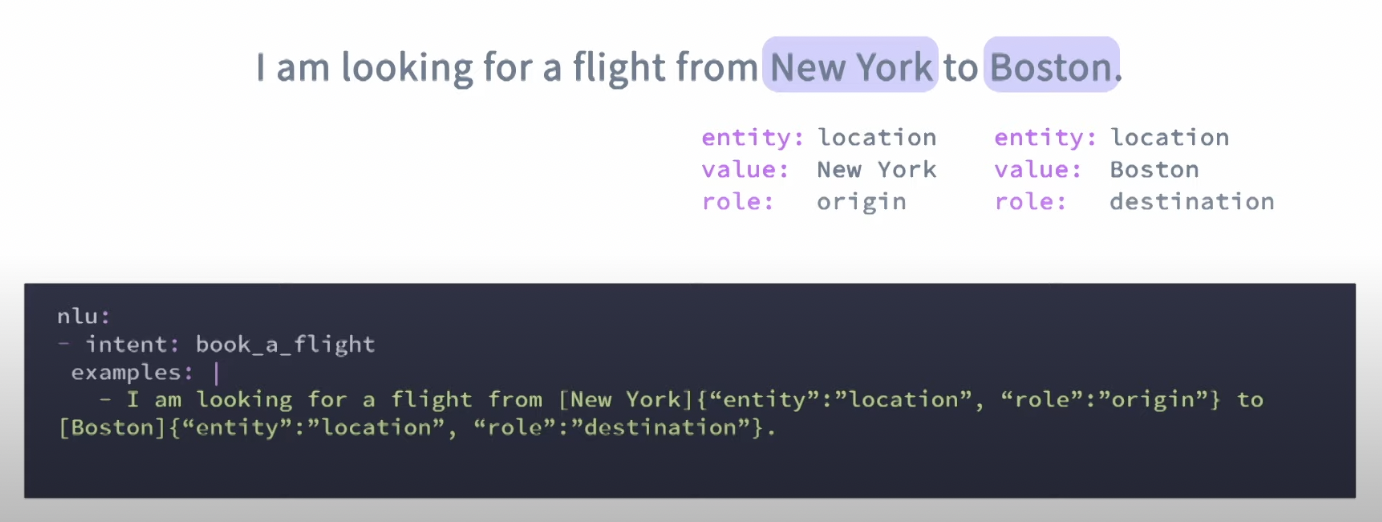 I am looking for a flight from New York to Boston.
entity: location entity: location
value: New York value: Boston
role: origin role: destination
nlu:
- intent: book_a_flight
examples: |
- I am looking for a flight from [New York]{“entity”:”location”, “role”:”origin”} to
[Boston]{“entity”:”location”, “role”:”destination”}.